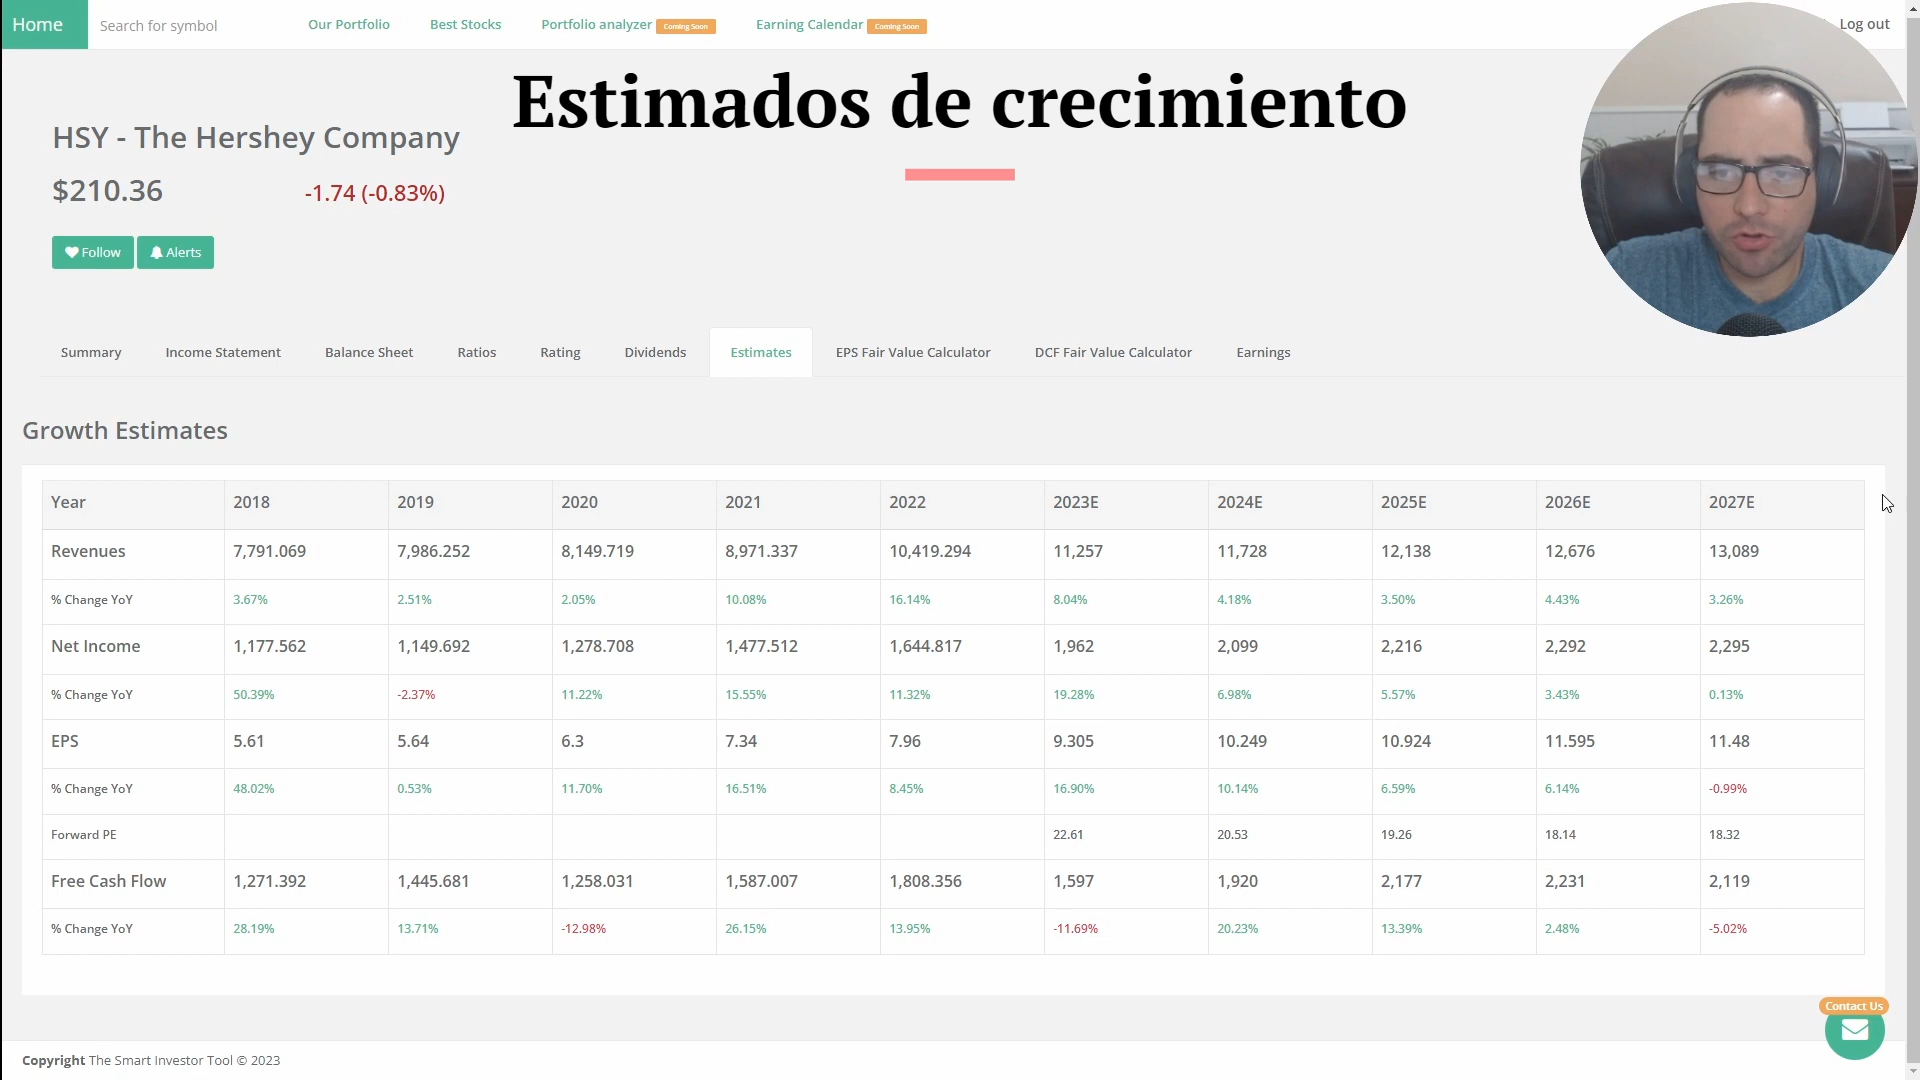 Home
Search for symbol
Our Portfolio
Best Stocks
Portfolio analyzer Coming Soon
Earning Calendar Coming Soon
Log out
Estimados de crecimiento
HSY - The Hershey Company
$210.36 -1.74 (-0.83%)
Follow Alerts
Summary Income Statement Balance Sheet Ratios Rating Dividends Estimates EPS Fair Value Calculator DCF Fair Value Calculator Earnings
Growth Estimates
Year 2018 2019 2020 2021 2022 2023E 2024E 2025E 2026E 2027E
Revenues 7,791.069 7,986.252 8,149.719 8,971.337 10,419.294 11,257 11,728 12,138 12,676 13,089
% Change YoY 3.67% 2.51% 2.05% 10.08% 16.14% 8.04% 4.18% 3.50% 4.43% 3.26%
Net Income 1,177.562 1,149.692 1,278.708 1,477.512 1,644.817 1,962 2,099 2,216 2,292 2,295
% Change YoY 50.39% -2.37% 11.22% 15.55% 11.32% 19.28% 6.98% 5.57% 3.43% 0.13%
EPS 5.61 5.64 6.3 7.34 7.96 9.305 10.249 10.924 11.595 11.48
% Change YoY 48.02% 0.53% 11.70% 16.51% 8.45% 16.90% 10.14% 6.59% 6.14% -0.99%
Forward PE 22.61 20.53 19.26 18.14 18.32
Free Cash Flow 1,271.392 1,445.681 1,258.031 1,587.007 1,808.356 1,597 1,920 2,177 2,231 2,119
% Change YoY 28.19% 13.71% -12.98% 26.15% 13.95% -11.69% 20.23% 13.39% 2.48% -5.02%
Contact Us
Copyright The Smart Investor Tool © 2023